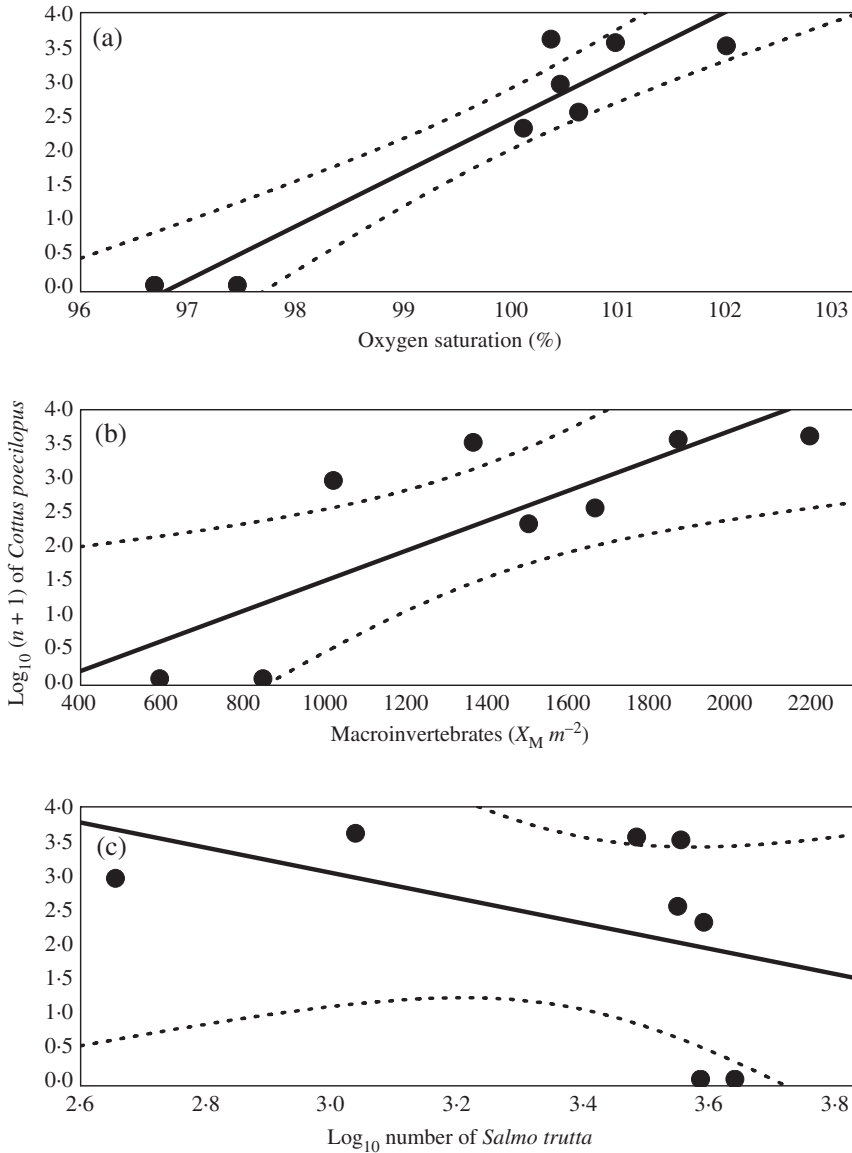 (a)
4·0
3·5
3·0
2·5
2·0
1·5
1·0
0·5
0·0
96 97 98 99 100 101 102 103
Oxygen saturation (%)
Log10 (n + 1) of Cottus poecilopus
(b)
4·0
3·5
3·0
2·5
2·0
1·5
1·0
0·5
0·0
400 600 800 1000 1200 1400 1600 1800 2000 2200
Macroinvertebrates (XM m–2)
(c)
4·0
3·5
3·0
2·5
2·0
1·5
1·0
0·5
0·0
2·6 2·8 3·0 3·2 3·4 3·6 3·8
Log10 number of Salmo trutta